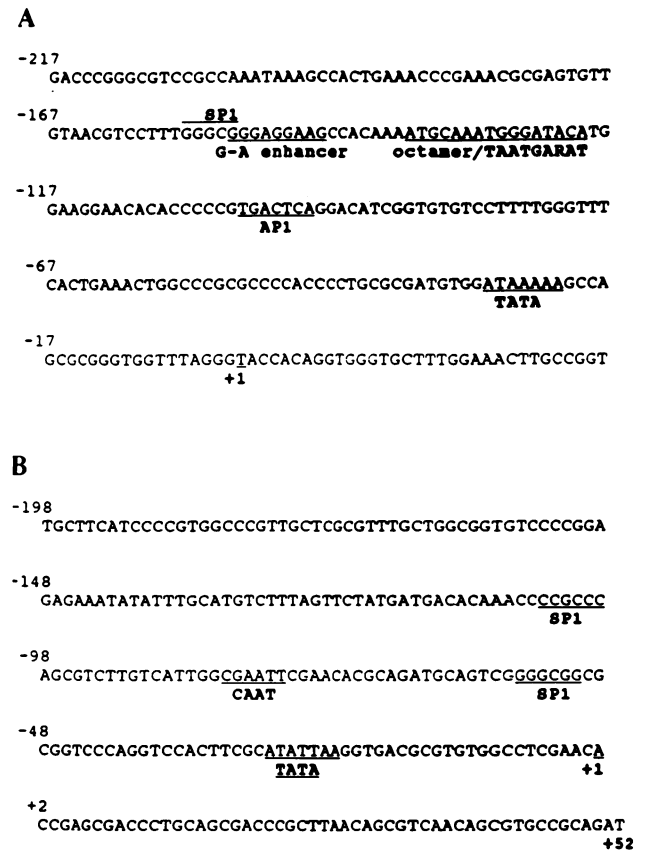 A
-217
GACCCGGGCGTCCGCCAAATAAAGCCACTGAAACCCGAAACGCGAGTGTT
-167
SP1
GTAACGTCCTTTGGGCGGGAGGAAGCCACAAAATGCAAATGGGATACATG
G-A enhancer octamer/TAATGARAT
-117
GAAGGAACACACCCCCGTGACTCAGGACATCGGTGTGTCCTTTTGGGTTT
AP1
-67
CACTGAAACTGGCCCGCGCCCCACCCCTGCGCGATGTGGATAAAAAGCCA
TATA
-17
GCGCGGGTGGTTTAGGGTACCACAGGTGGGTGCTTTGGAAACTTGCCGGT
+1
B
-198
TGCTTCATCCCCGTGGCCCGTTGCTCGCGTTTGCTGGCGGTGTCCCCGGA
-148
GAGAAATATATTTGCATGTCTTTAGTTCTATGATGACACAAACCCCGCCC
SP1
-98
AGCGTCTTGTCATTGGCGAATTCGAACACGCAGATGCAGTCGGGGCGGCG
CAAT SP1
-48
CGGTCCCAGGTCCACTTCGCATATTAAGGTGACGCGTGTGGCCTCGAACA
TATA +1
+2
CCGAGCGACCCTGCAGCGACCCGCTTAACAGCGTCAACAGCGTGCCGCAGAT
+52